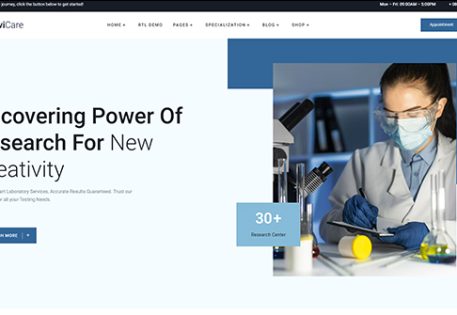 journey, click the button below to get started!
Mon – Fri: 09:00AM – 5:00PM
viCare
HOME +
RTL DEMO
PAGES +
SPECIALIZATION +
BLOG +
SHOP +
Appointment
covering Power Of
search For New
eativity
Laboratory Services, Accurate Results Guaranteed. Trust our
for all your Testing Needs.
MORE
30+
Research Center